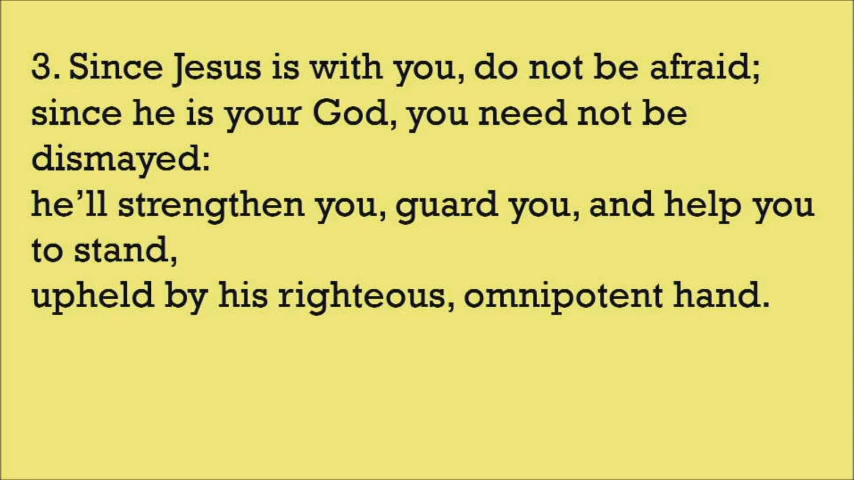 3. Since Jesus is with you, do not be afraid;
since he is your God, you need not be
dismayed:
he’ll strengthen you, guard you, and help you
to stand,
upheld by his righteous, omnipotent hand.